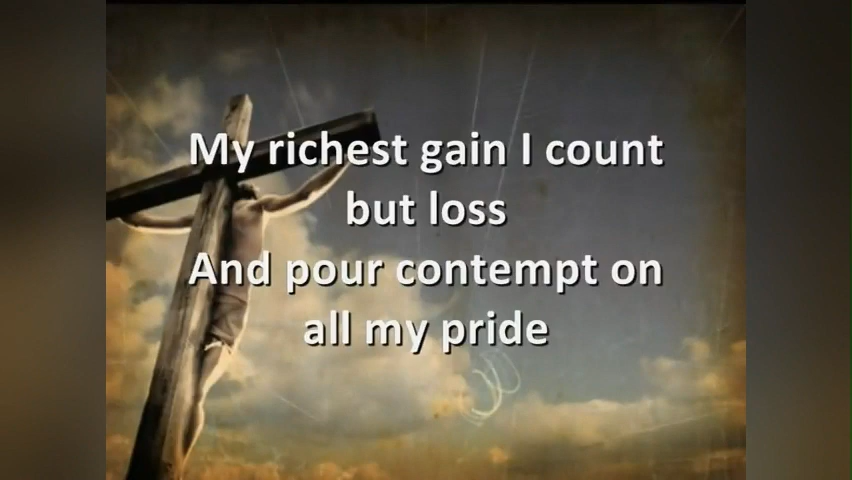 My richest gain I count
but loss
And pour contempt on
all my pride